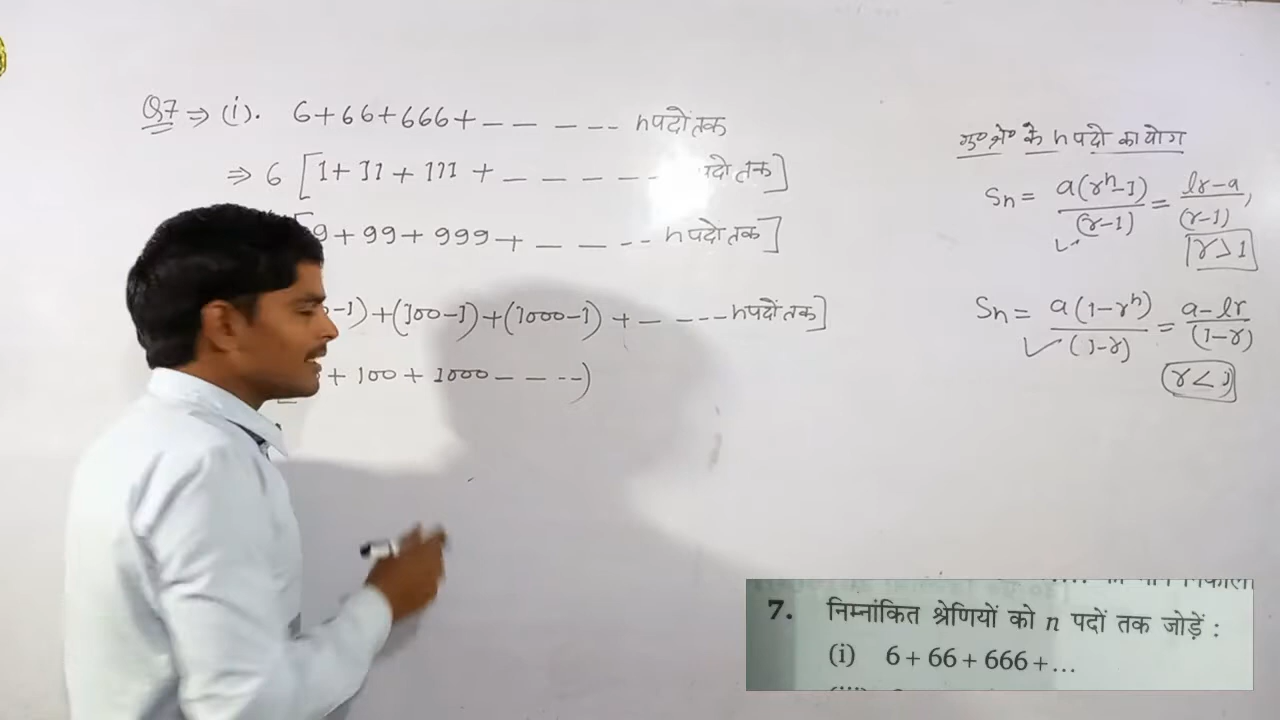 Q7 ⇒ (i). 6+66+666+ – – – – – n पदों तक
⇒ 6 [1+11+111+ – – – – – पदों तक]
9+99+999+ – – – – n पदों तक]
-1)+(100-1)+(1000-1)+ – – – – n पदों तक]
+100+1000 – – – –)
गु० श्रे० के n पदों का योग
Sn = a(r^n-1)/(r-1) = lr-a/(r-1),
r>1
Sn = a(1-r^n)/(1-r) = a-lr/(1-r)
r<1
7. निम्नांकित श्रेणियों को n पदों तक जोड़ें :
(i) 6+66+666+...